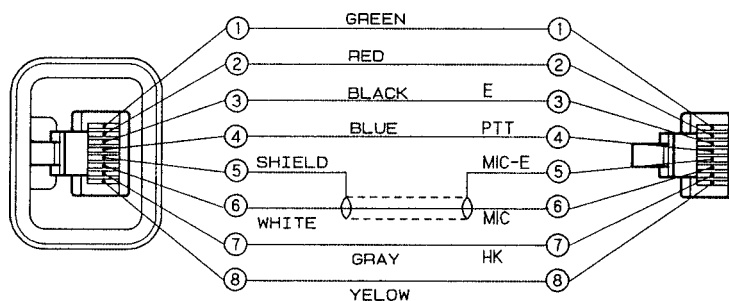 1 GREEN 1
2 RED 2
3 BLACK E 3
4 BLUE PTT 4
5 SHIELD MIC-E 5
6 WHITE MIC 6
7 GRAY HK 7
8 YELOW 8